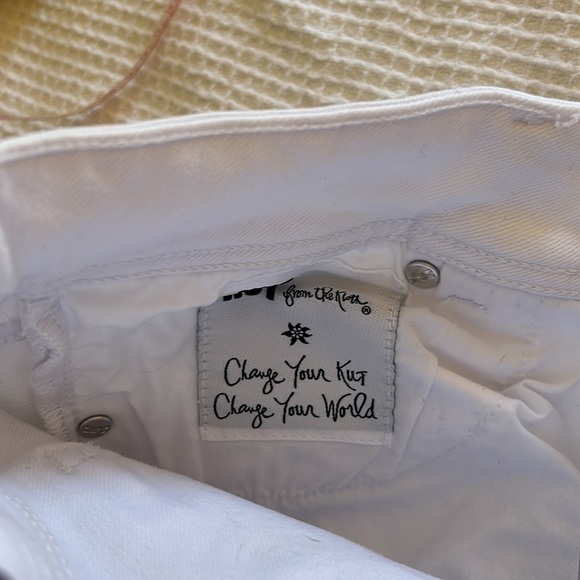 from the Kloth ®
Change Your Kut
Change Your World